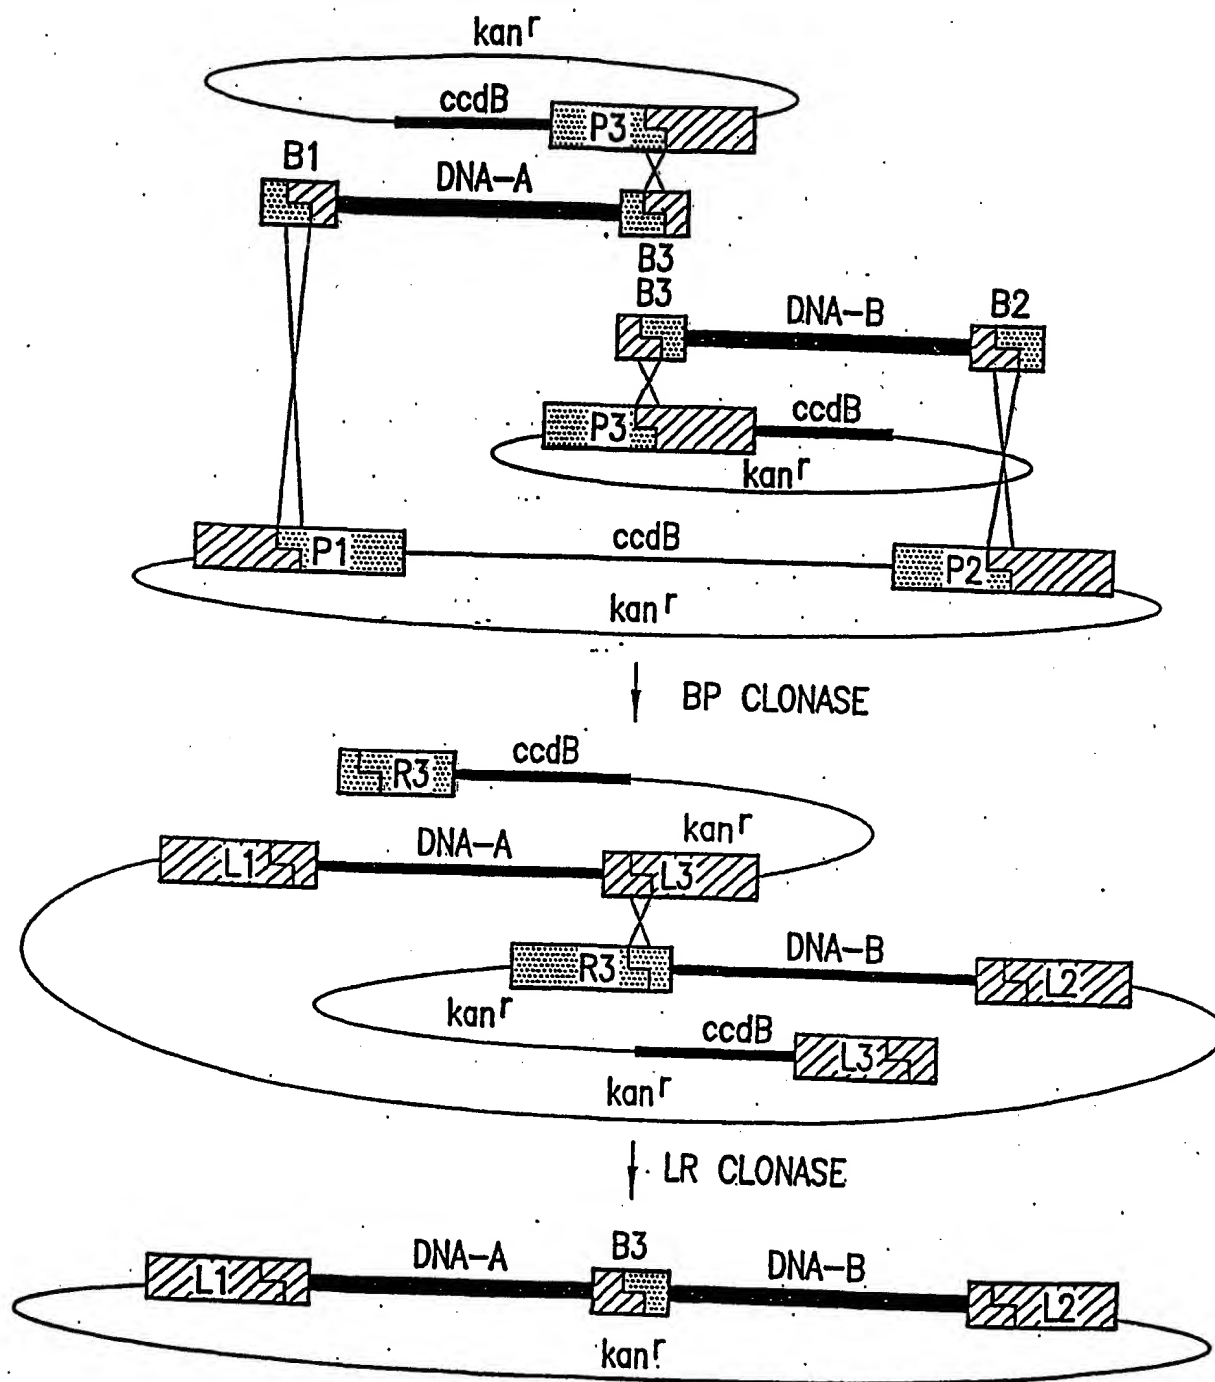 kanr
ccdB
P3
B1
DNA-A
B3
B3
DNA-B
B2
P3
ccdB
kanr
P1
ccdB
P2
kanr
BP CLONASE
R3
ccdB
kanr
L1
DNA-A
L3
R3
DNA-B
L2
kanr
ccdB
L3
kanr
LR CLONASE
L1
DNA-A
B3
DNA-B
L2
kanr